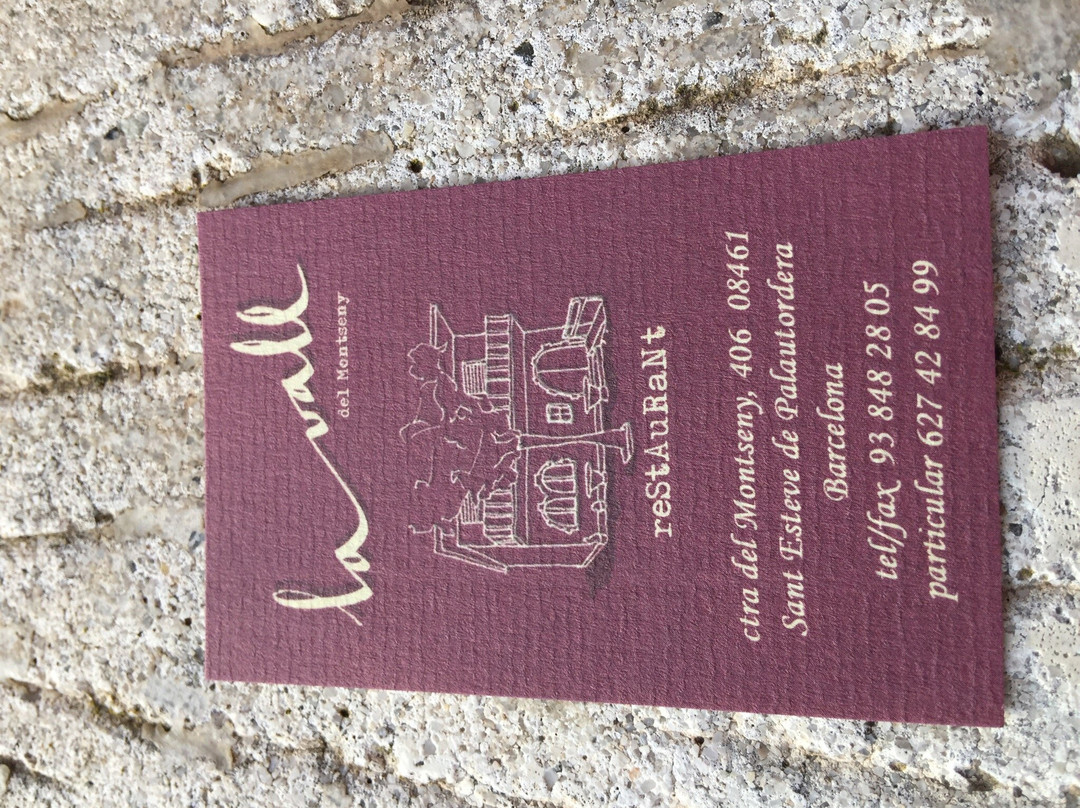 la vall
del Montseny
reStAuRaNt
ctra del Montseny, 406 08461
Sant Esteve de Palautordera
Barcelona
tel/fax 93 848 28 05
particular 627 42 84 99